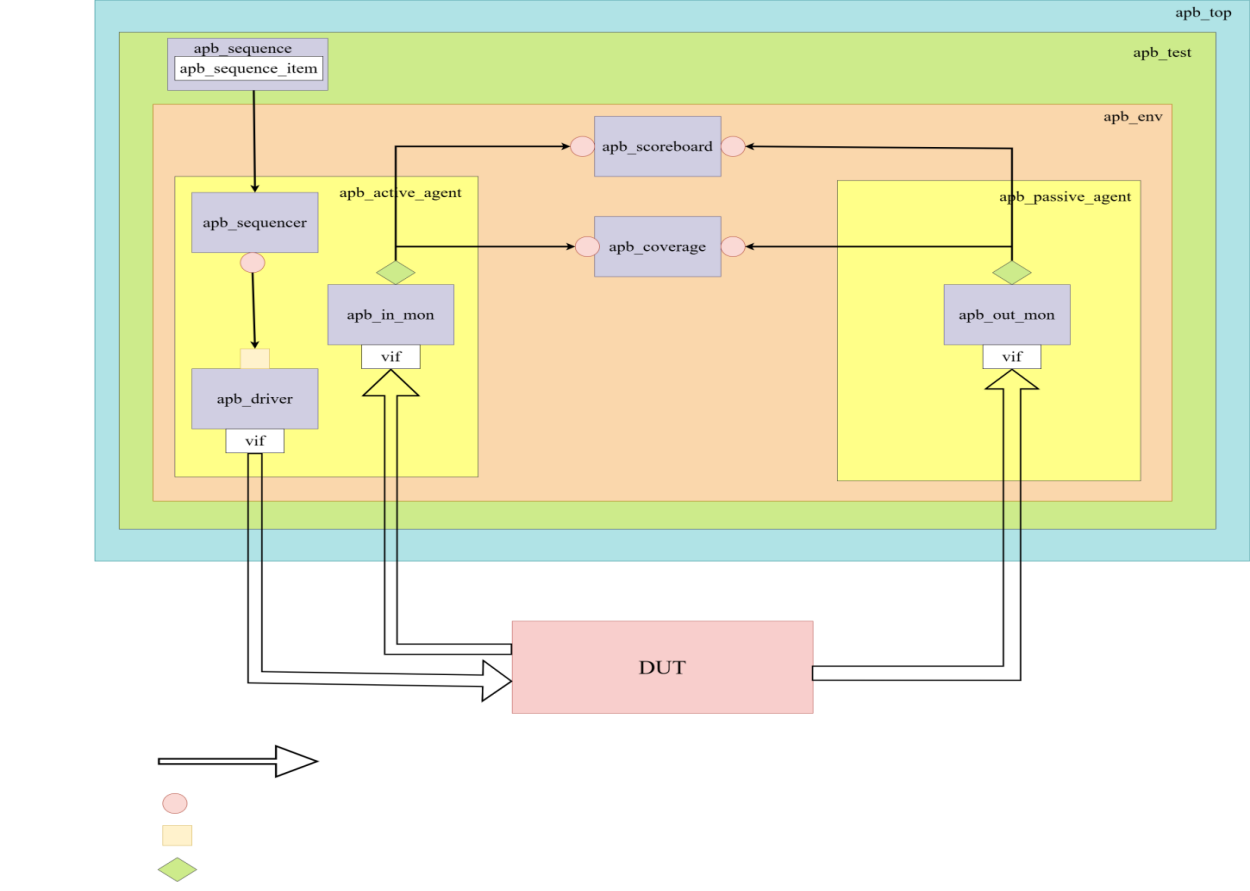 apb_top
apb_test
apb_sequence
apb_sequence_item
apb_env
apb_scoreboard
apb_active_agent
apb_passive_agent
apb_sequencer
apb_coverage
apb_in_mon
apb_out_mon
vif
vif
apb_driver
vif
DUT